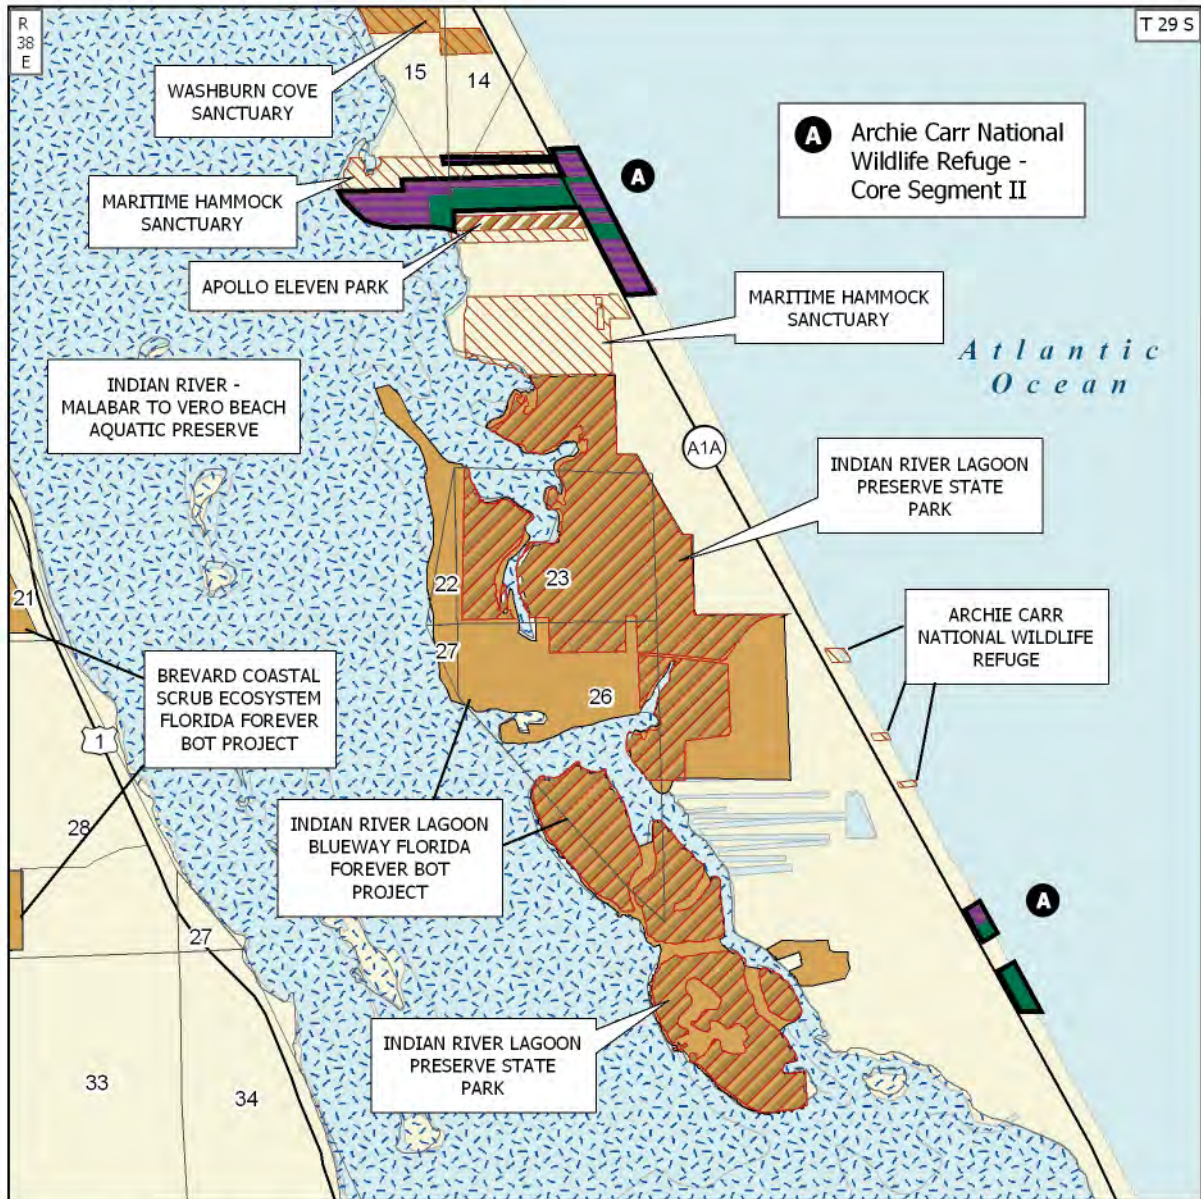 R
38
E
T 29 S
15
14
WASHBURN COVE
SANCTUARY
A
Archie Carr National
Wildlife Refuge -
Core Segment II
A
MARITIME HAMMOCK
SANCTUARY
APOLLO ELEVEN PARK
MARITIME HAMMOCK
SANCTUARY
Atlantic
Ocean
INDIAN RIVER -
MALABAR TO VERO BEACH
AQUATIC PRESERVE
A1A
INDIAN RIVER LAGOON
PRESERVE STATE
PARK
22
23
21
27
26
ARCHIE CARR
NATIONAL WILDLIFE
REFUGE
BREVARD COASTAL
SCRUB ECOSYSTEM
FLORIDA FOREVER
BOT PROJECT
1
28
INDIAN RIVER LAGOON
BLUEWAY FLORIDA
FOREVER BOT
PROJECT
A
27
INDIAN RIVER LAGOON
PRESERVE STATE
PARK
33
34